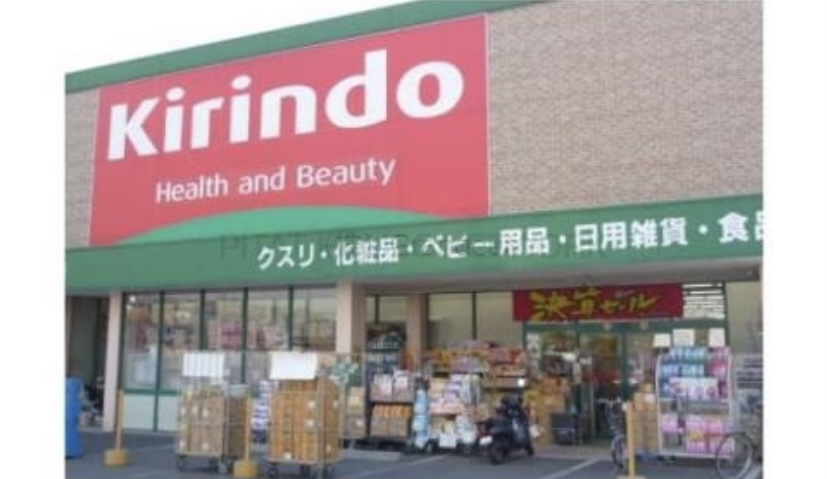 Kirindo
Health and Beauty
クスリ・化粧品・ベビー用品・日用雑貨・食品
決算セール